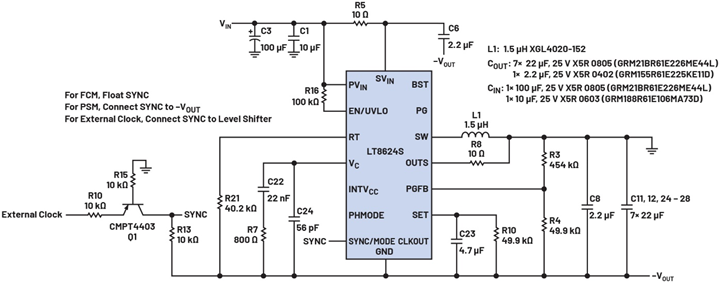 R5
10 Ω
VIN
C3
100 µF
C1
10 µF
C6
2.2 µF
−VOUT
L1: 1.5 µH XGL4020-152
COUT: 7× 22 µF, 25 V X5R 0805 (GRM21BR61E226ME44L)
1× 2.2 µF, 25 V X5R 0402 (GRM155R61E225KE11D)
CIN: 1× 100 µF, 25 V X5R 0805 (GRM21BR61E226ME44L)
1× 10 µF, 25 V X5R 0603 (GRM188R61E106MA73D)
For FCM, Float SYNC
For PSM, Connect SYNC to −VOUT
For External Clock, Connect SYNC to Level Shifter
R16
100 kΩ
SVIN
PVIN
BST
EN/UVLO
PG
RT
SW
L1
1.5 µH
VC
LT8624S
OUTS
R8
10 Ω
INTVCC
PGFB
PHMODE
SET
SYNC
SYNC/MODE
CLKOUT
GND
R3
454 kΩ
R4
49.9 kΩ
C8
2.2 µF
C11, 12, 24 – 28
7× 22 µF
C23
4.7 µF
R10
49.9 kΩ
R15
10 kΩ
R10
10 kΩ
External Clock
CMPT4403
Q1
SYNC
R13
10 kΩ
R21
40.2 kΩ
C22
22 nF
R7
800 Ω
C24
56 pF
−VOUT